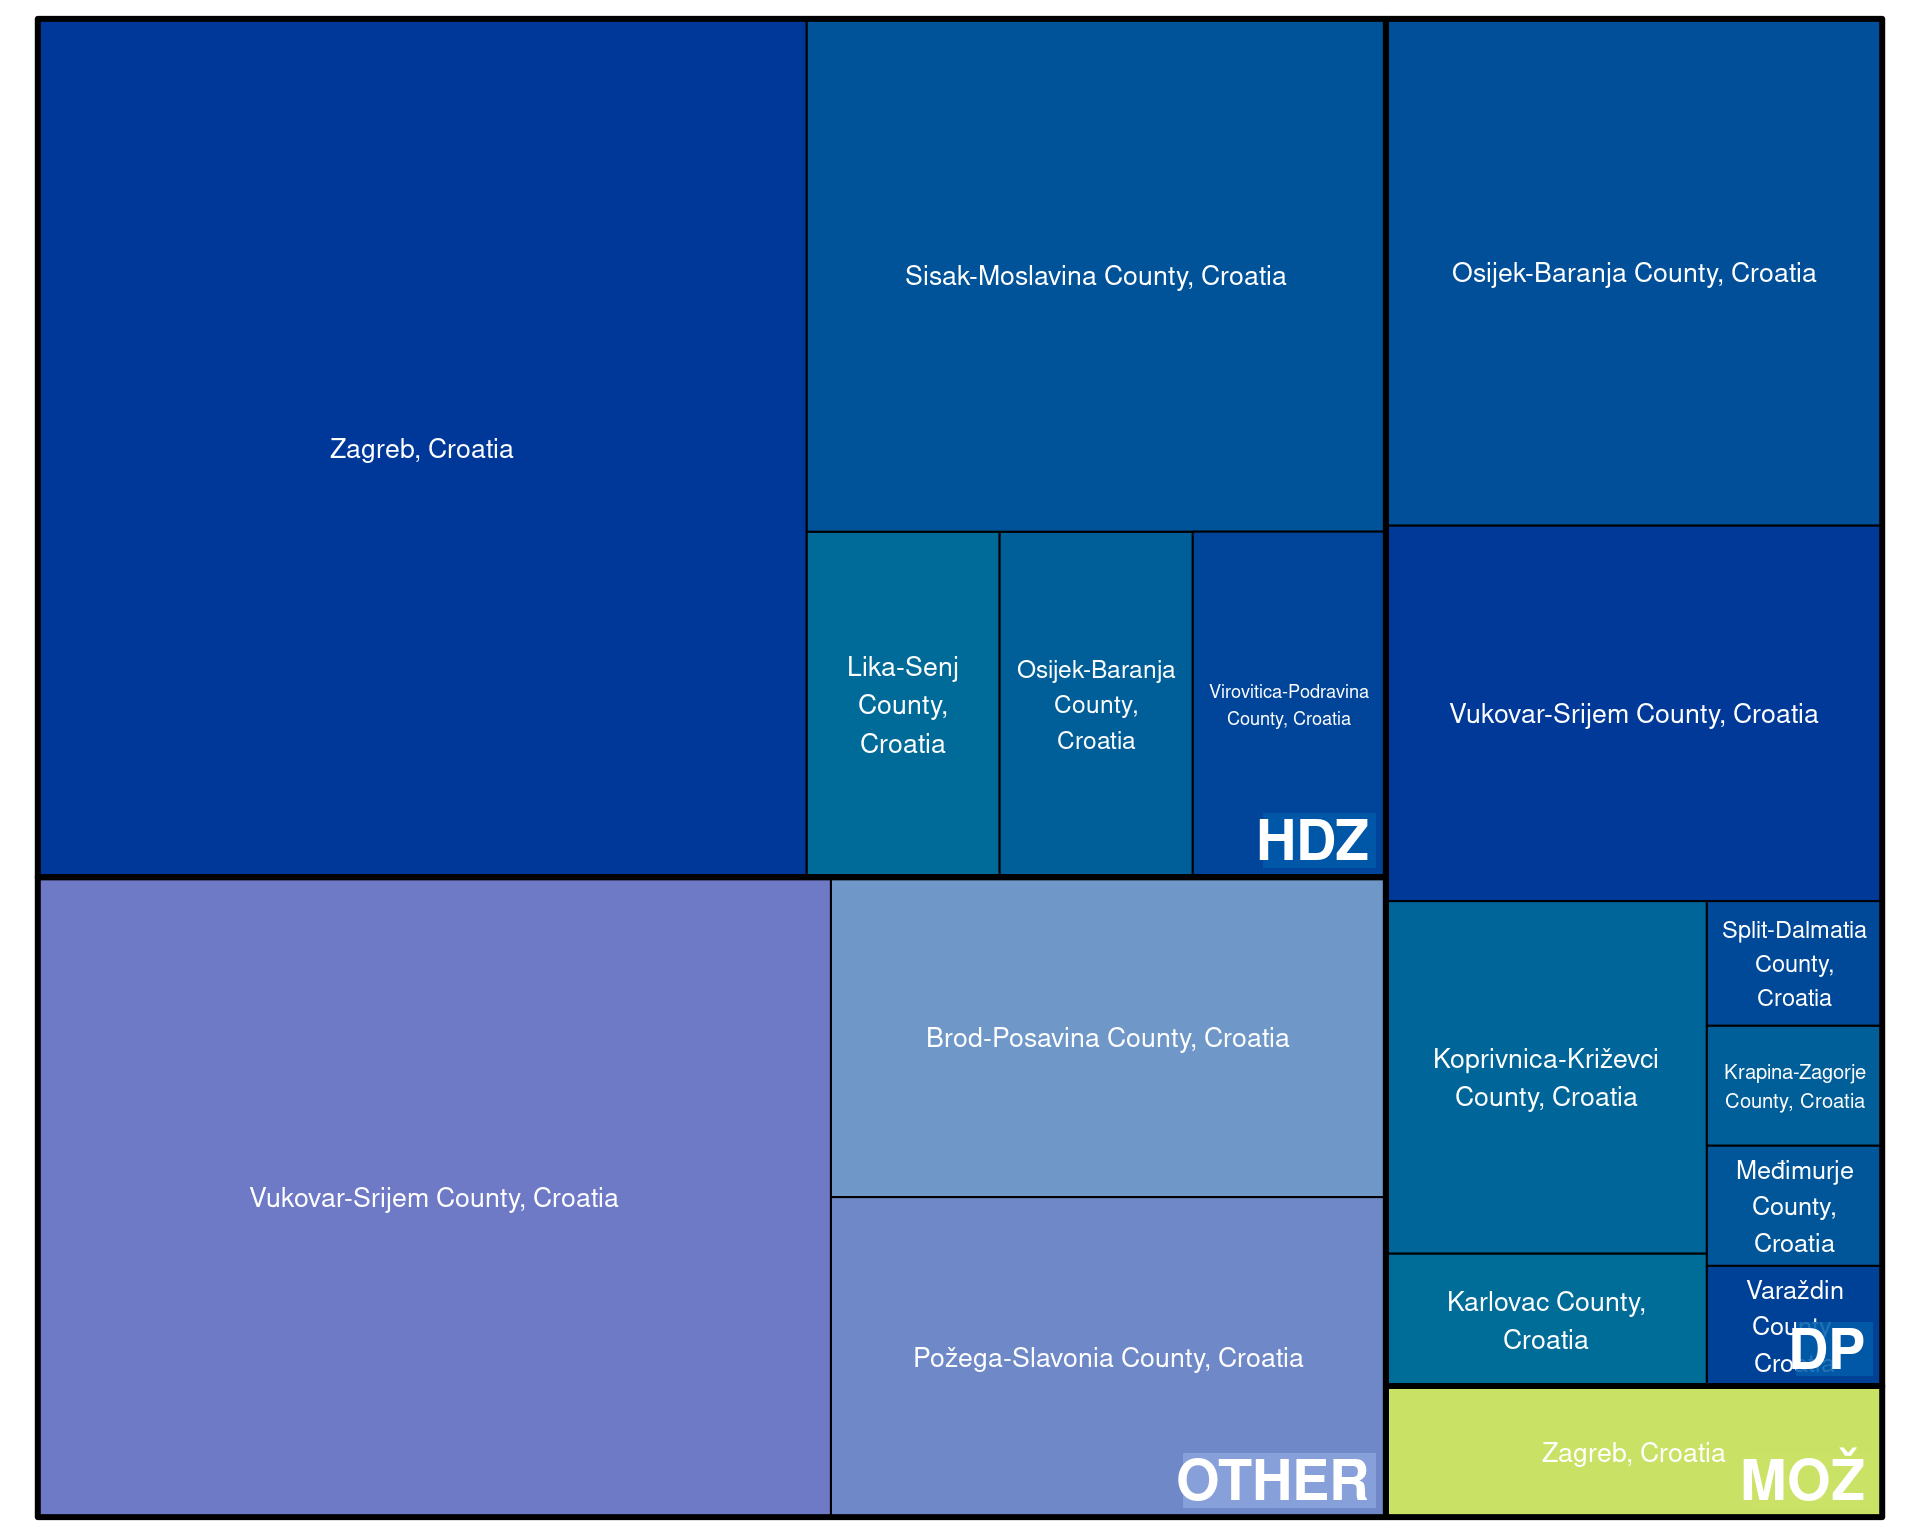 Zagreb, Croatia
Sisak-Moslavina County, Croatia
Lika-Senj
County,
Croatia
Osijek-Baranja
County,
Croatia
Virovitica-Podravina
County, Croatia
HDZ
Osijek-Baranja County, Croatia
Vukovar-Srijem County, Croatia
Koprivnica-Križevci
County, Croatia
Split-Dalmatia
County,
Croatia
Krapina-Zagorje
County, Croatia
Međimurje
County,
Croatia
Karlovac County,
Croatia
Varaždin
County,
Croatia
DP
Vukovar-Srijem County, Croatia
Brod-Posavina County, Croatia
Požega-Slavonia County, Croatia
OTHER
Zagreb, Croatia
MOŽ